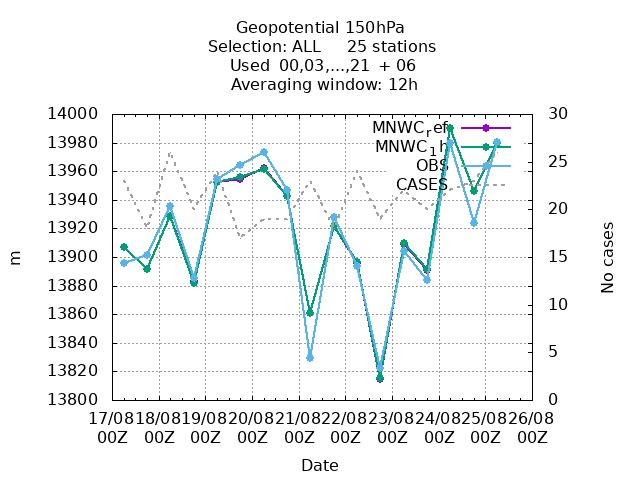 Geopotential 150hPa
Selection: ALL 25 stations
Used 00,03,...,21 + 06
Averaging window: 12h
14000
13980
13960
13940
13920
13900
13880
13860
13840
13820
13800
m
30
25
20
15
10
5
0
No cases
MNWCref
MNWC1h
OBS
CASES
17/08 18/08 19/08 20/08 21/08 22/08 23/08 24/08 25/08 26/08
00Z 00Z 00Z 00Z 00Z 00Z 00Z 00Z 00Z 00Z
Date